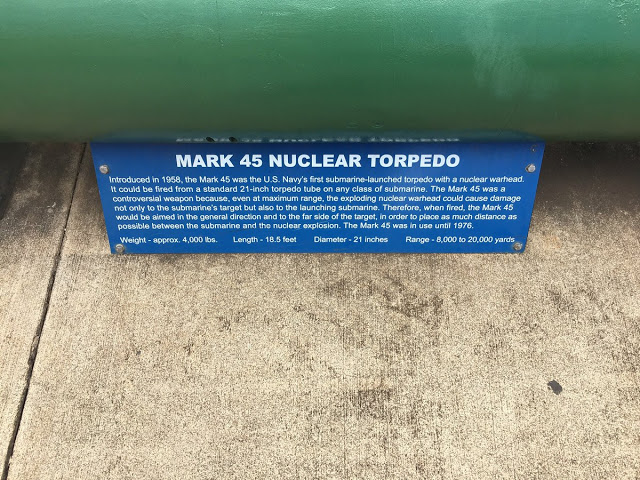 MARK 45 NUCLEAR TORPEDO
Introduced in 1958, the Mark 45 was the U.S. Navy's first submarine-launched torpedo with a nuclear warhead.
It could be fired from a standard 21-inch torpedo tube on any class of submarine. The Mark 45 was a
controversial weapon because, even at maximum range, the exploding nuclear warhead could cause damage
not only to the submarine's target but also to the launching submarine. Therefore, when fired, the Mark 45
would be aimed in the general direction and to the far side of the target, in order to place as much distance as
possible between the submarine and the nuclear explosion. The Mark 45 was in use until 1976.
Weight - approx. 4,000 lbs. Length - 18.5 feet Diameter - 21 inches Range - 8,000 to 20,000 yards